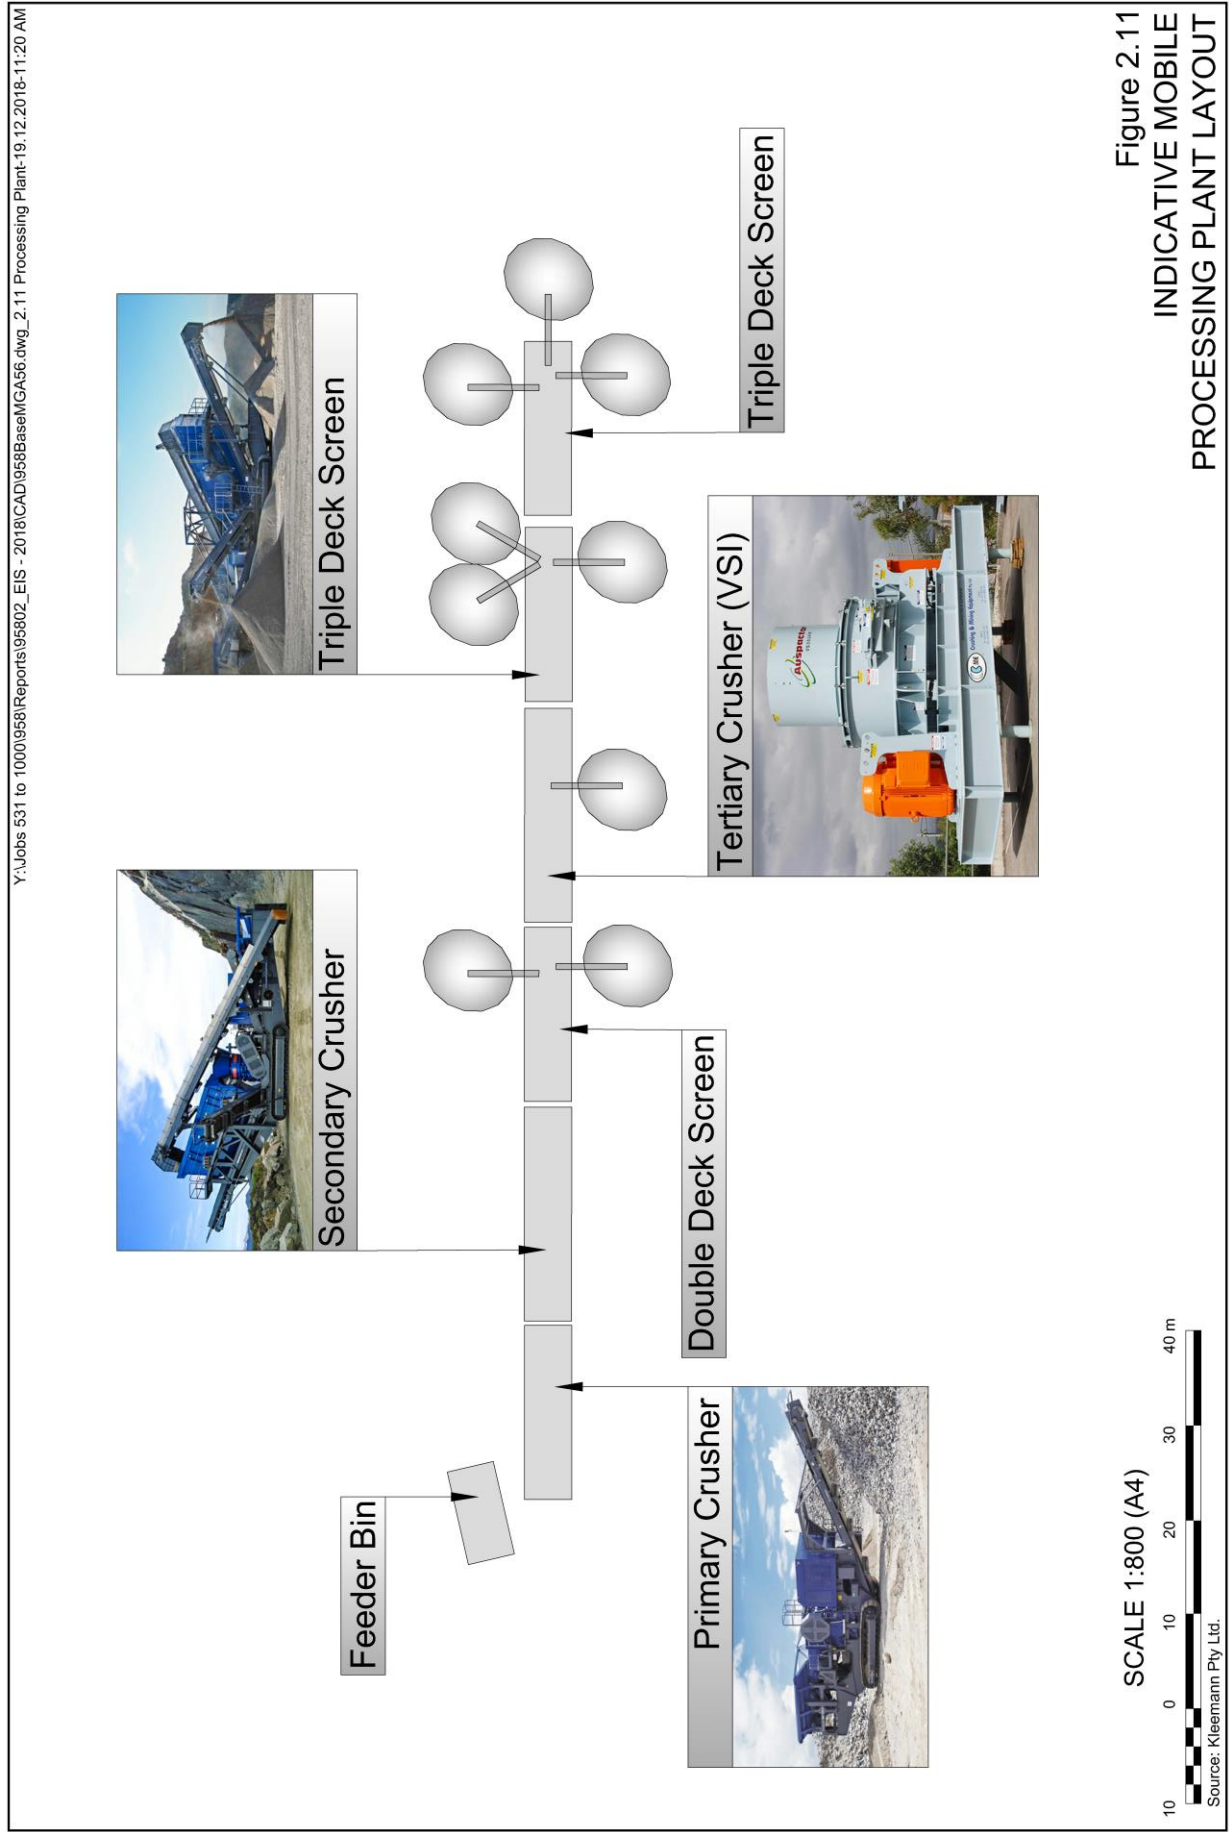 Y:\Jobs 531 to 1000\958\Reports\95802_EIS - 2018\CAD\958BaseMGA56.dwg_2.11 Processing Plant-19.12.2018-11:20 AM
Secondary Crusher
Triple Deck Screen
Feeder Bin
Double Deck Screen
Triple Deck Screen
Primary Crusher
Tertiary Crusher (VSI)
Auspactor
SCALE 1:800 (A4)
10 0 10 20 30 40 m
Source: Kleemann Pty Ltd.
Figure 2.11
INDICATIVE MOBILE
PROCESSING PLANT LAYOUT